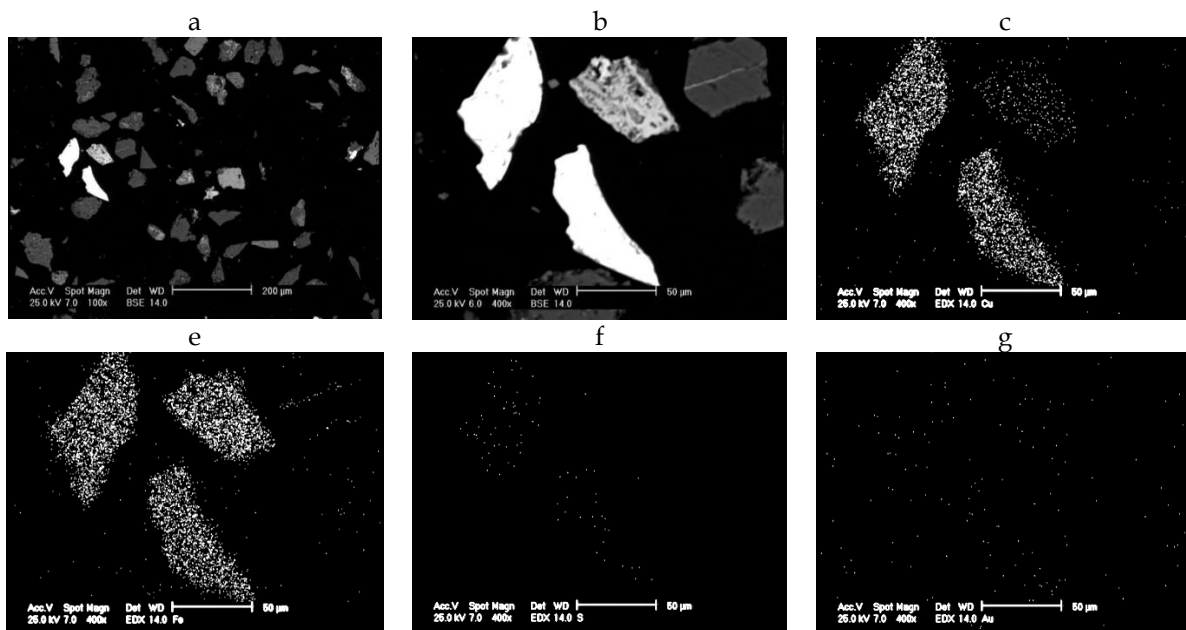 a
b
c
Acc.V Spot Magn Det WD 200 µm
25.0 kV 7.0 100x BSE 14.0
Acc.V Spot Magn Det WD 50 µm
25.0 kV 6.0 400x BSE 14.0
Acc.V Spot Magn Det WD 50 µm
25.0 kV 7.0 400x EDX 14.0 Cu
e
f
g
Acc.V Spot Magn Det WD 50 µm
25.0 kV 7.0 400x EDX 14.0 Fe
Acc.V Spot Magn Det WD 50 µm
25.0 kV 7.0 400x EDX 14.0 S
Acc.V Spot Magn Det WD 50 µm
25.0 kV 7.0 400x EDX 14.0 Au